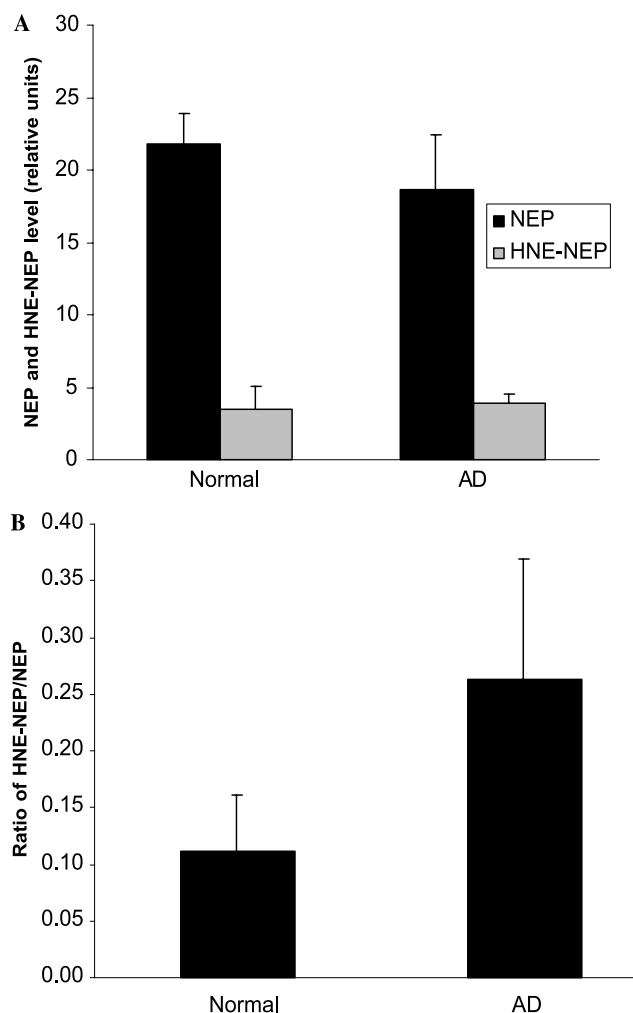 A
NEP and HNE-NEP level (relative units)
30
25
20
15
10
5
0
NEP
HNE-NEP
Normal AD
B
Ratio of HNE-NEP/NEP
0.40
0.35
0.30
0.25
0.20
0.15
0.10
0.05
0.00
Normal AD